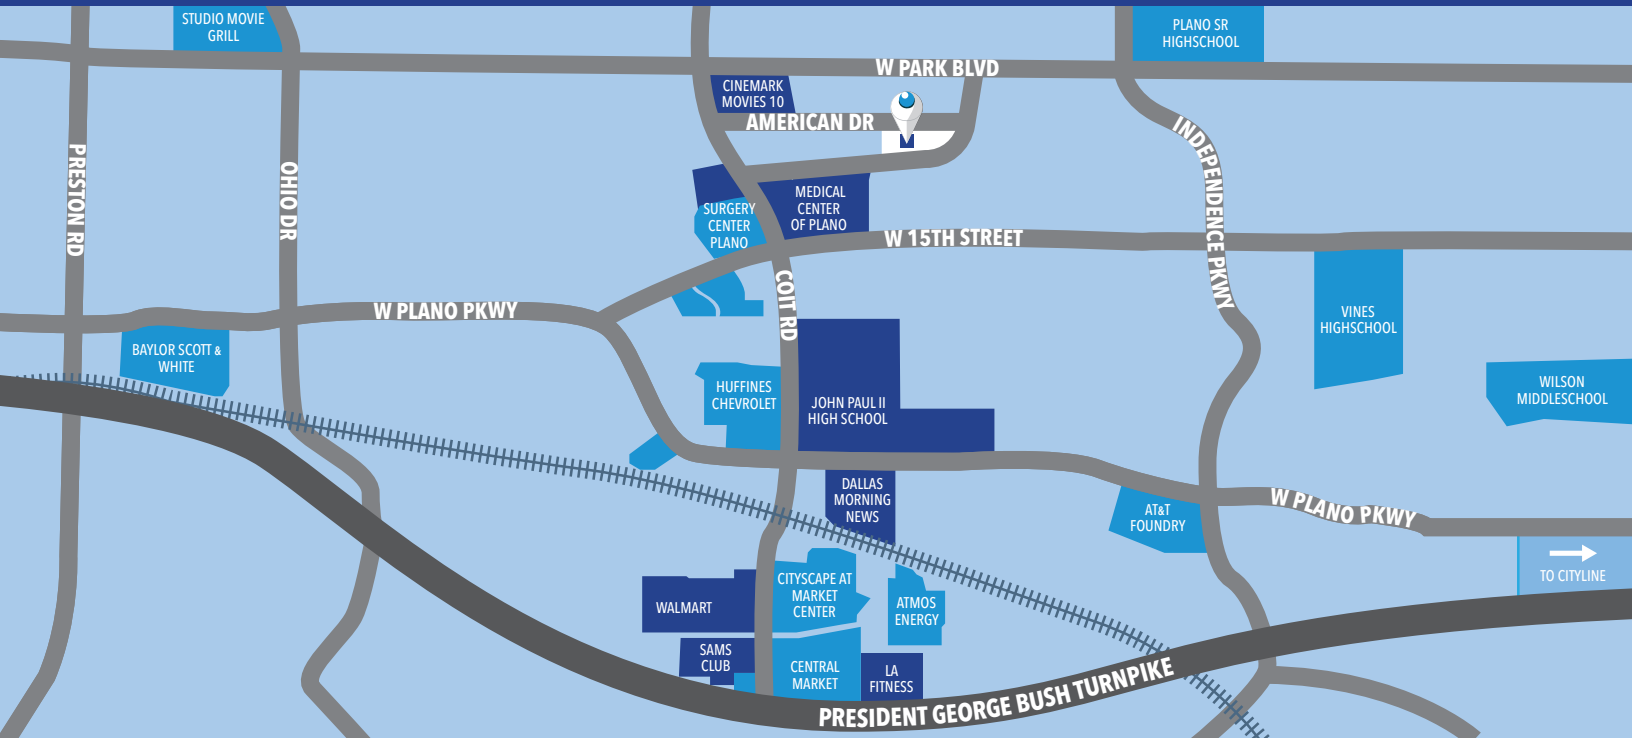 STUDIO MOVIE
GRILL
PLANO SR
HIGHSCHOOL
W PARK BLVD
CINEMARK
MOVIES 10
AMERICAN DR
PRESTON RD
OHIO DR
INDEPENDENCE PKWY
MEDICAL
CENTER
OF PLANO
SURGERY
CENTER
PLANO
W 15TH STREET
COIT RD
W PLANO PKWY
VINES
HIGHSCHOOL
BAYLOR SCOTT &
WHITE
HUFFINES
CHEVROLET
JOHN PAUL II
HIGH SCHOOL
WILSON
MIDDLESCHOOL
DALLAS
MORNING
NEWS
AT&T
FOUNDRY
W PLANO PKWY
TO CITYLINE
WALMART
CITYSCAPE AT
MARKET
CENTER
ATMOS
ENERGY
SAMS
CLUB
CENTRAL
MARKET
LA
FITNESS
PRESIDENT GEORGE BUSH TURNPIKE